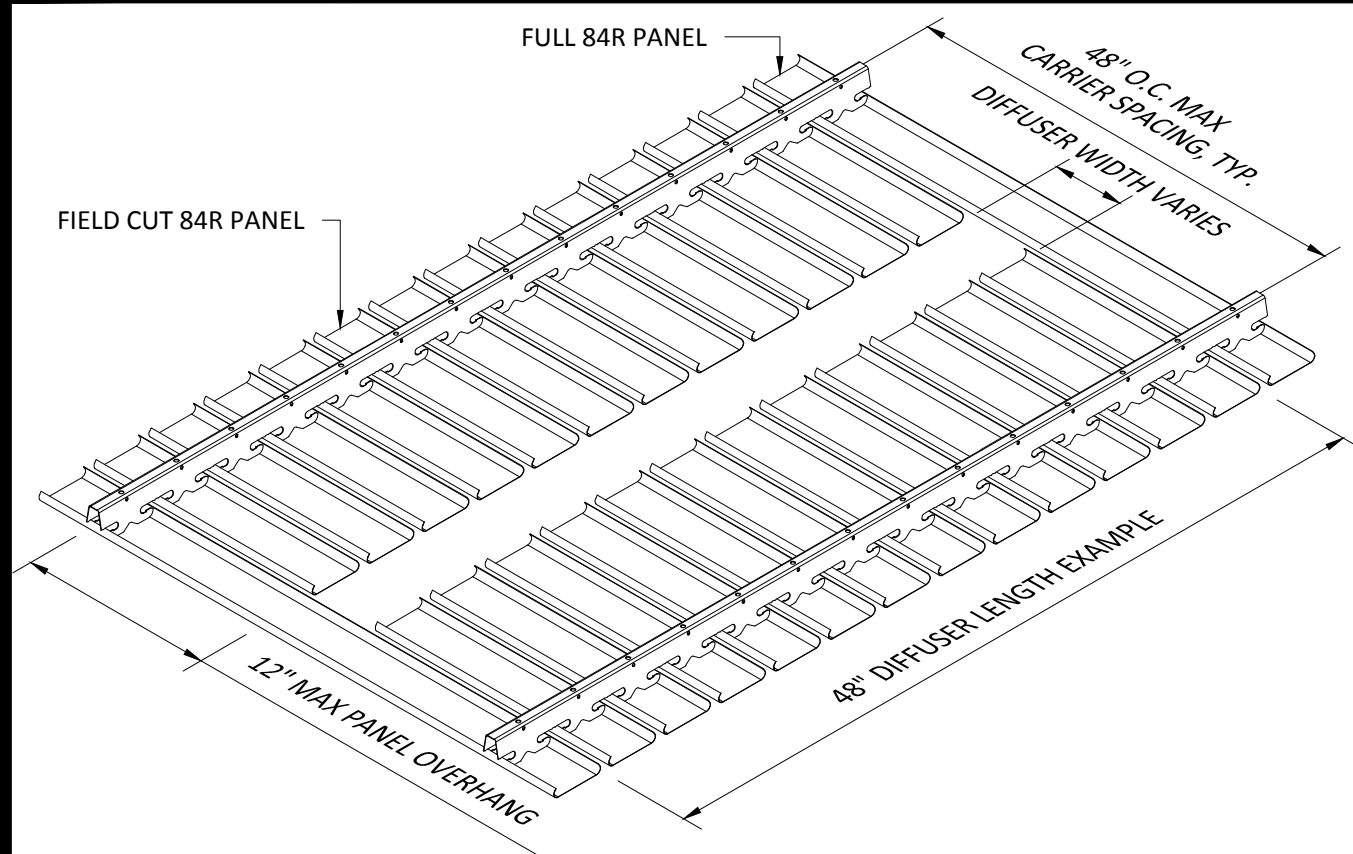 FULL 84R PANEL
48" O.C. MAX
CARRIER SPACING, TYP.
DIFFUSER WIDTH VARIES
FIELD CUT 84R PANEL
48" DIFFUSER LENGTH EXAMPLE
12" MAX PANEL OVERHANG